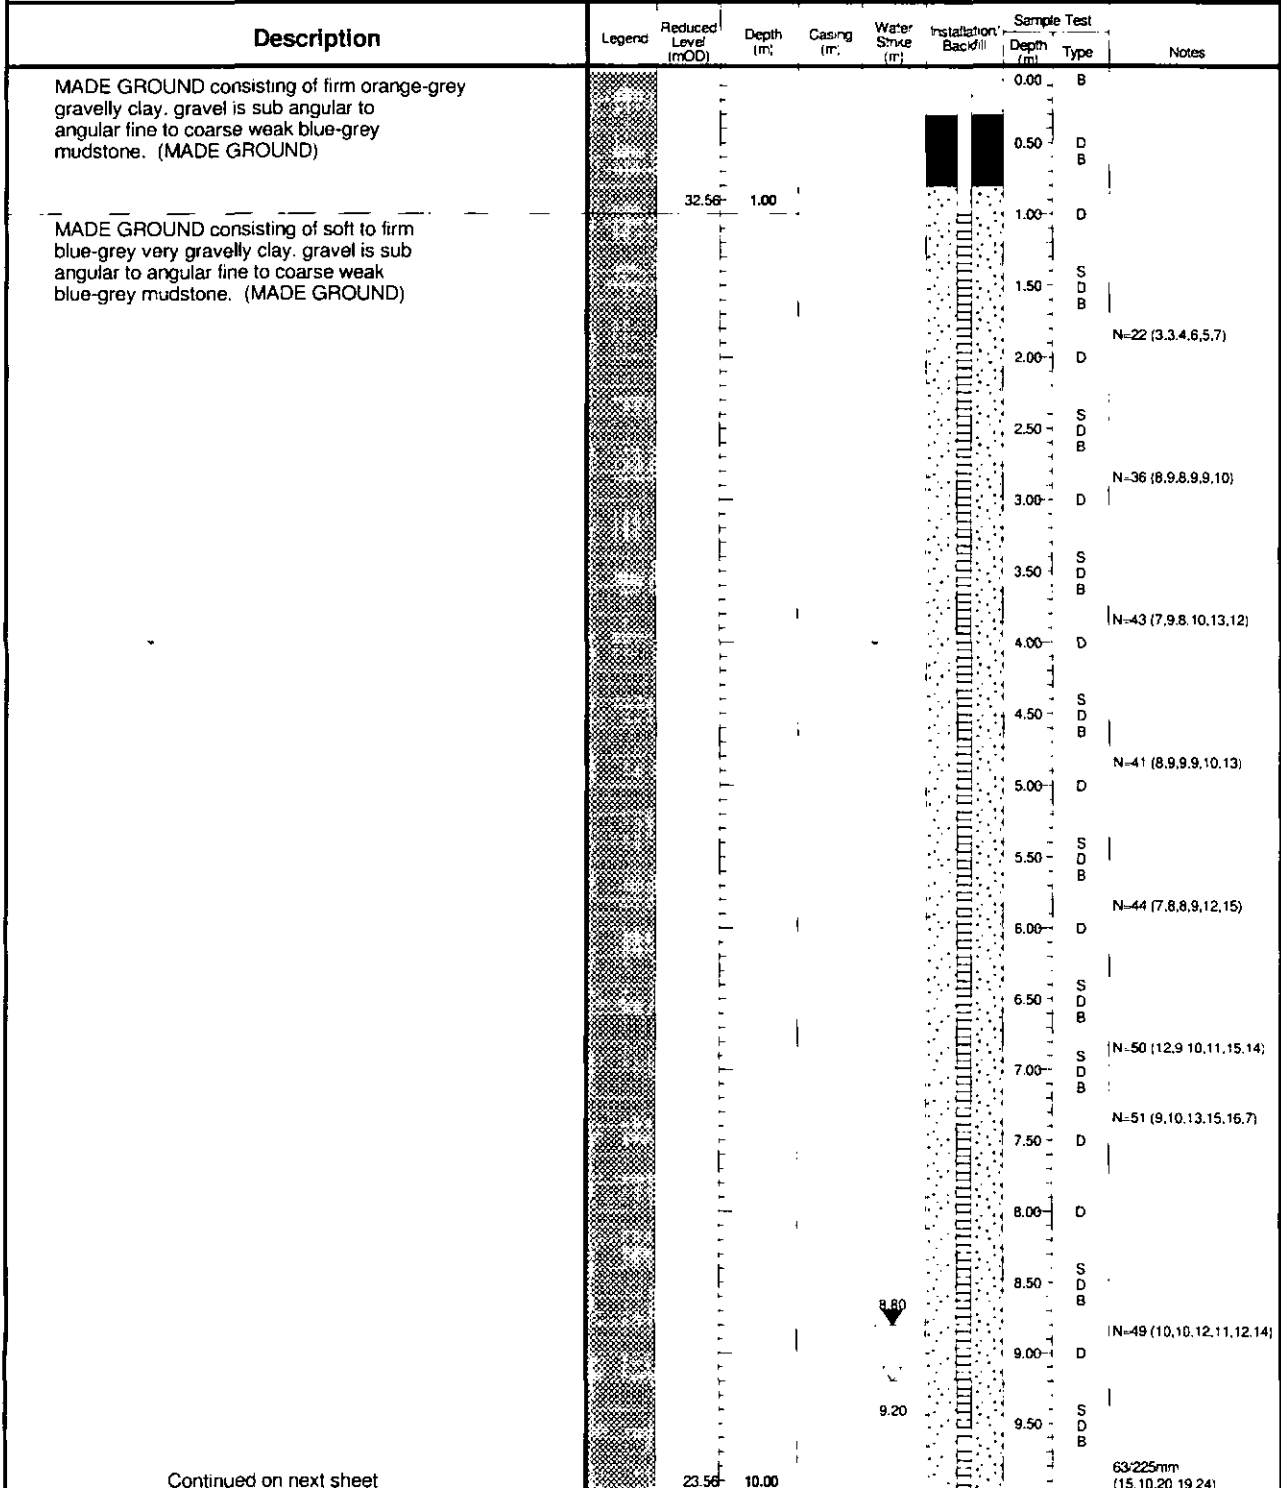 Description
Legend
Reduced
Level
(mOD)
Depth
(m)
Casing
(m)
Water
Strike
(m)
Installation/
Backfill
Sample Test
Depth
(m)
Type
Notes
MADE GROUND consisting of firm orange-grey
gravelly clay. gravel is sub angular to
angular fine to coarse weak blue-grey
mudstone. (MADE GROUND)
0.00 B
0.50 D
B
32.56 1.00
1.00 D
MADE GROUND consisting of soft to firm
blue-grey very gravelly clay. gravel is sub
angular to angular fine to coarse weak
blue-grey mudstone. (MADE GROUND)
S
1.50 D
B
N=22 (3.3.4.6,5.7)
2.00 D
S
2.50 D
B
N=36 (8.9.8.9,9.10)
3.00 D
S
3.50 D
B
N=43 (7,9.8.10,13,12)
4.00 D
S
4.50 D
B
N=41 (8.9,9.9,10.13)
5.00 D
S
5.50 D
B
N=44 (7,8,8,9,12,15)
6.00 D
S
6.50 D
B
N=50 (12,9 10,11,15.14)
S
7.00 D
B
N=51 (9,10.13.15,16.7)
7.50 D
8.00 D
S
8.50 D
B
8.80
N=49 (10,10.12,11,12.14)
9.00 D
9.20
S
9.50 D
B
63/225mm
(15,10,20,19,24)
Continued on next sheet
23.56 10.00